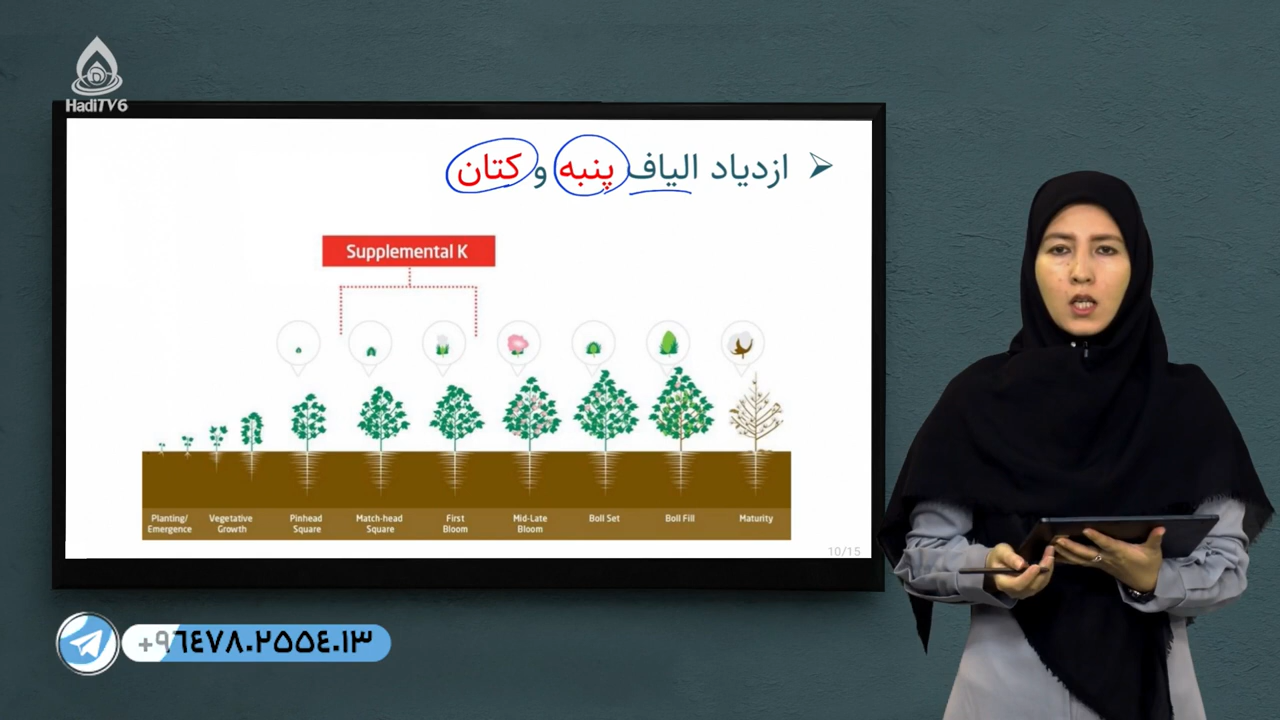 HadiTV6
ازدیاد الیاف پنبه و کتان
Supplemental K
Planting/ Emergence
Vegetative Growth
Pinhead Square
Match-head Square
First Bloom
Mid-Late Bloom
Boll Set
Boll Fill
Maturity
10/15
+٩٦٤٧٨٠٢٥٥٤٠١٣